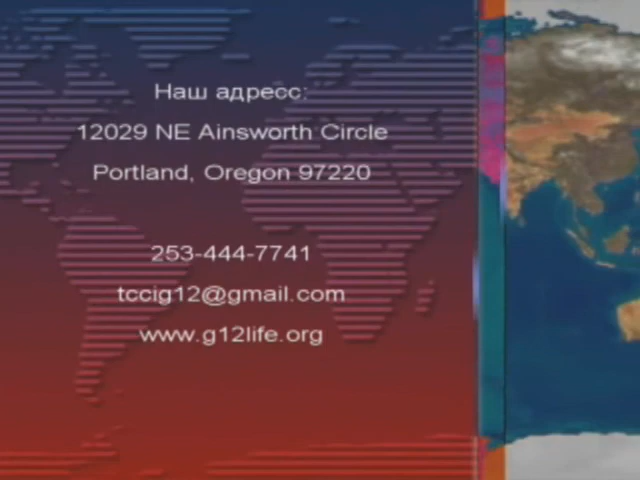 Наш адресс:
12029 NE Ainsworth Circle
Portland, Oregon 97220
253-444-7741
tccig12@gmail.com
www.g12life.org